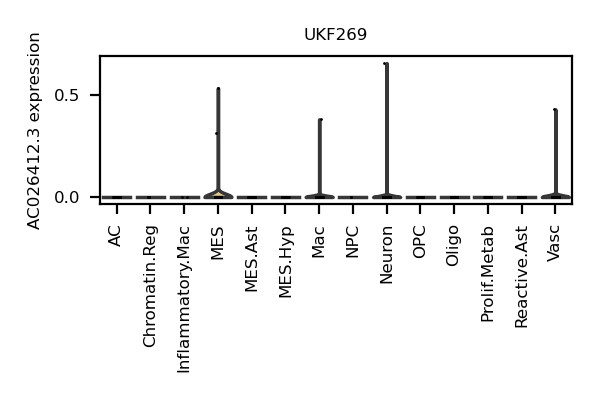 UKF269
AC026412.3 expression
0.5
0.0
AC
Chromatin.Reg
Inflammatory.Mac
MES
MES.Ast
MES.Hyp
Mac
NPC
Neuron
OPC
Oligo
Prolif.Metab
Reactive.Ast
Vasc